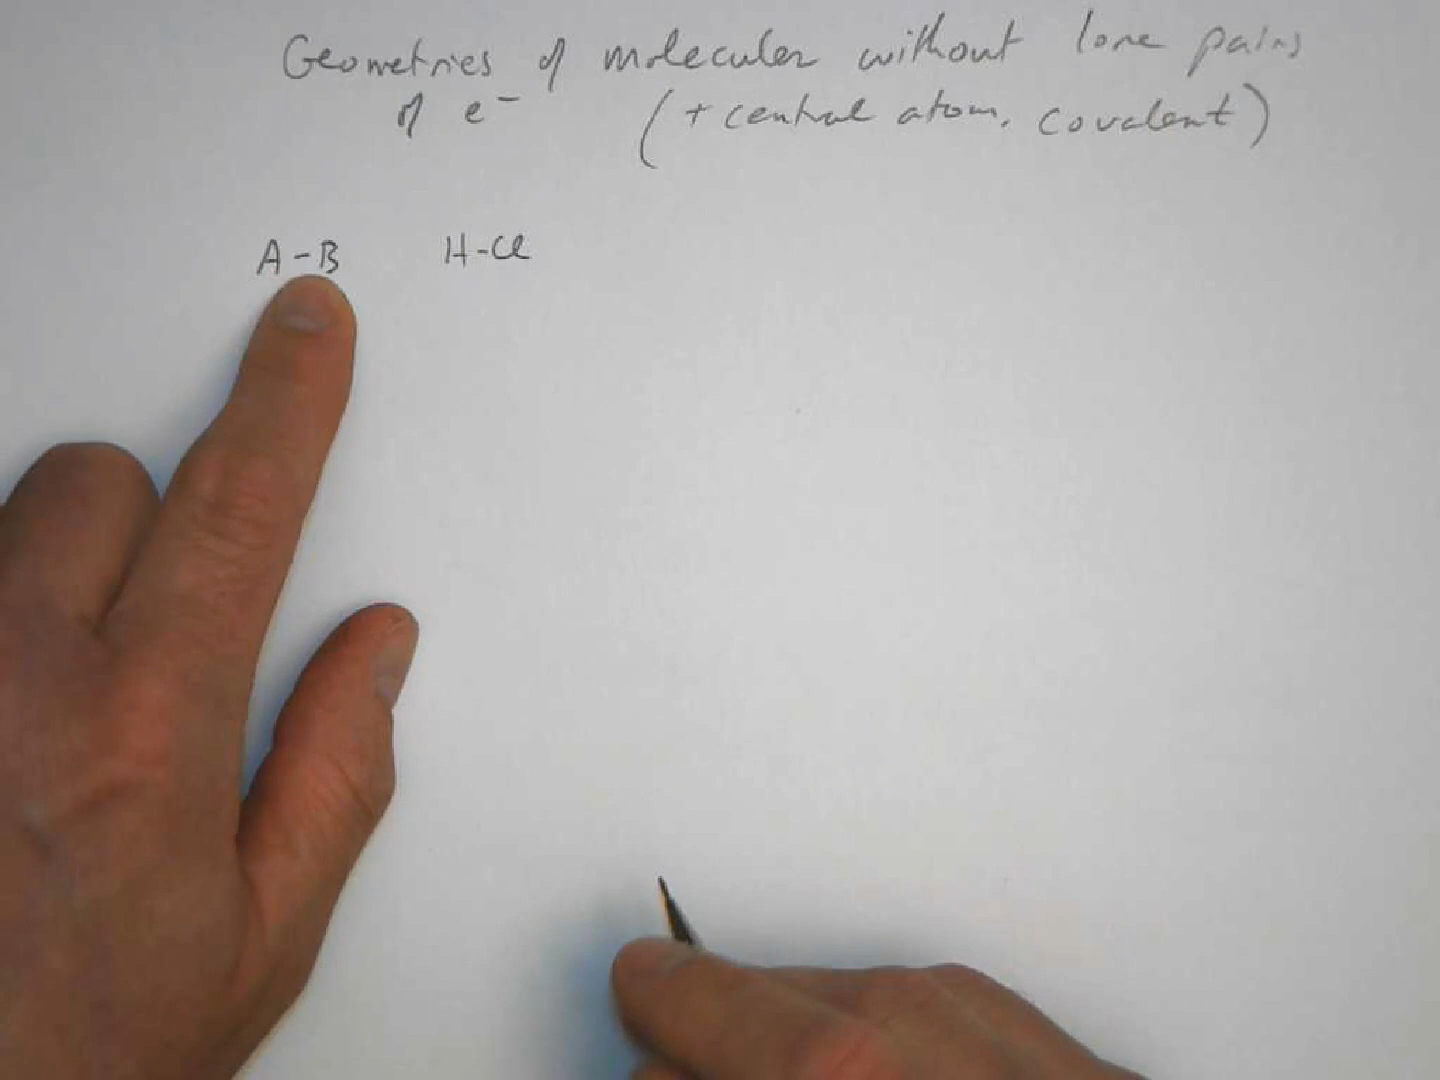 Geometries of molecules without lone pairs
of e⁻ (+ central atom, covalent)
A-B H-Cl